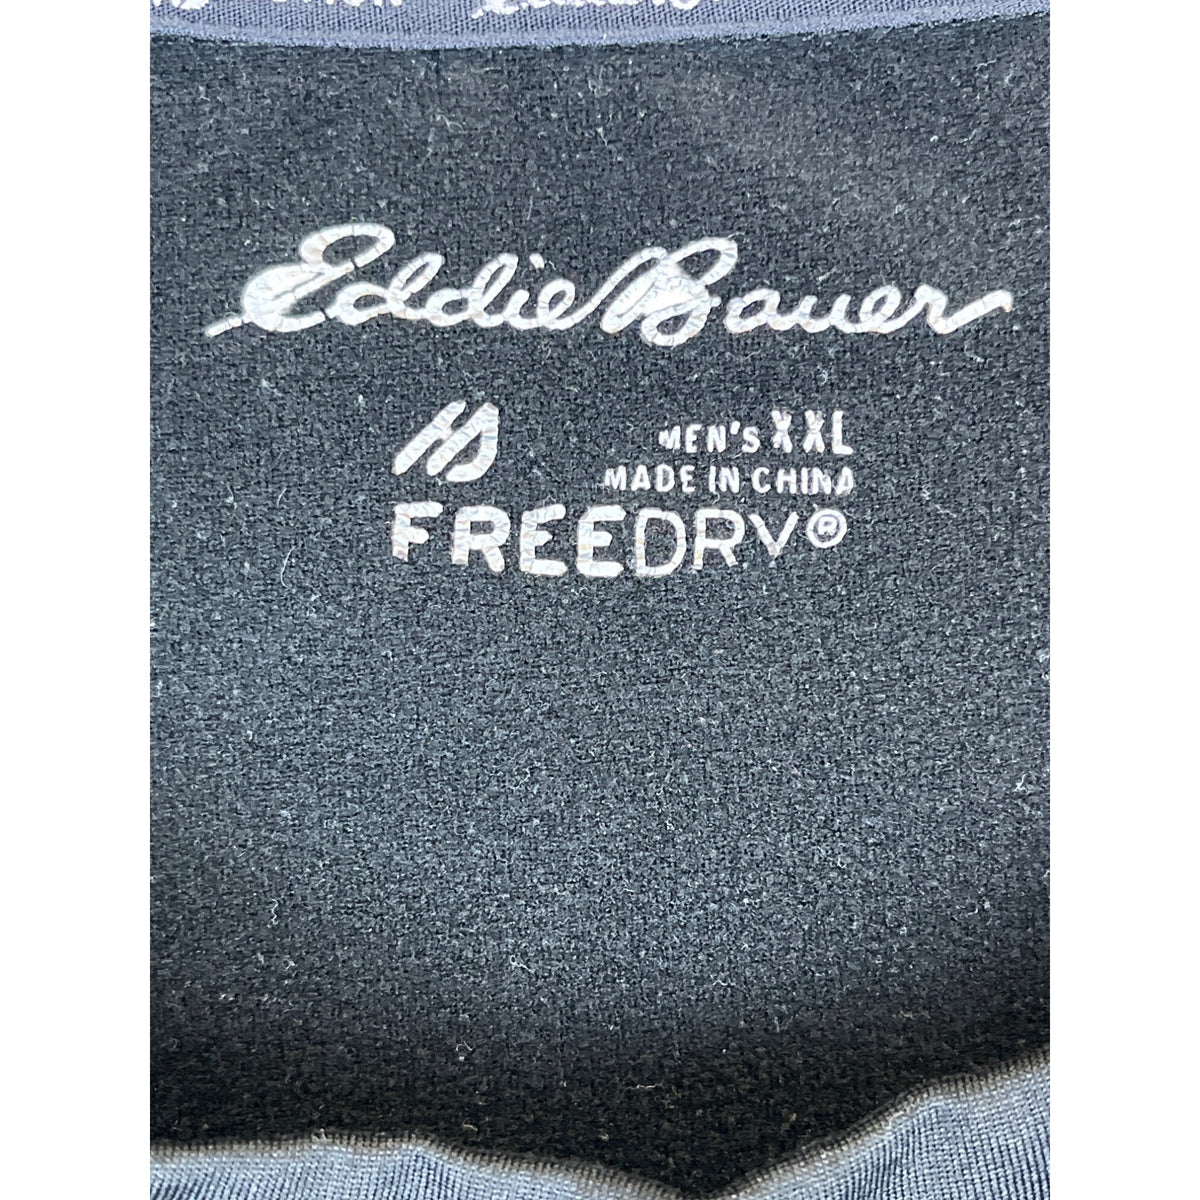 Eddie Bauer
MEN'S XXL
MADE IN CHINA
FREEDRY®